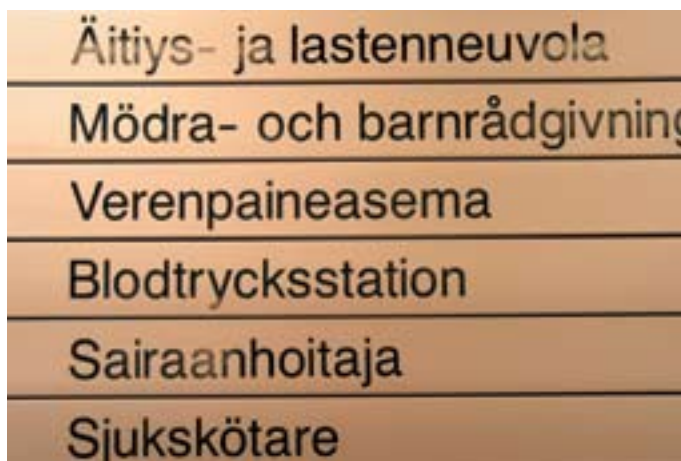 Äitiys- ja lastenneuvola
Mödra- och barnrådgivning
Verenpaineasema
Blodtrycksstation
Sairaanhoitaja
Sjukskötare